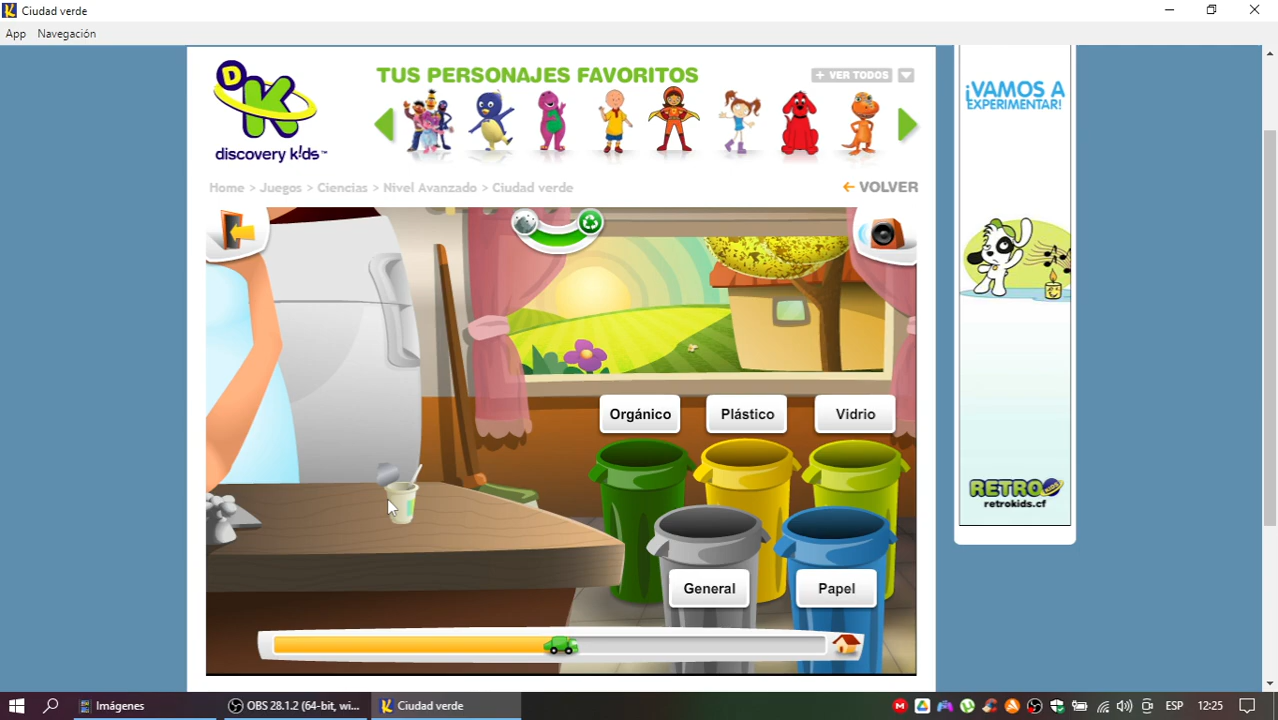 Ciudad verde
App Navegación
D K
discovery k!ds™
TUS PERSONAJES FAVORITOS
+ VER TODOS
Home > Juegos > Ciencias > Nivel Avanzado > Ciudad verde
VOLVER
¡VAMOS A
EXPERIMENTAR!
Orgánico
Plástico
Vidrio
General
Papel
RETRO
retrokids.cf
Imágenes
OBS 28.1.2 (64-bit, wi...
Ciudad verde
ESP
12:25